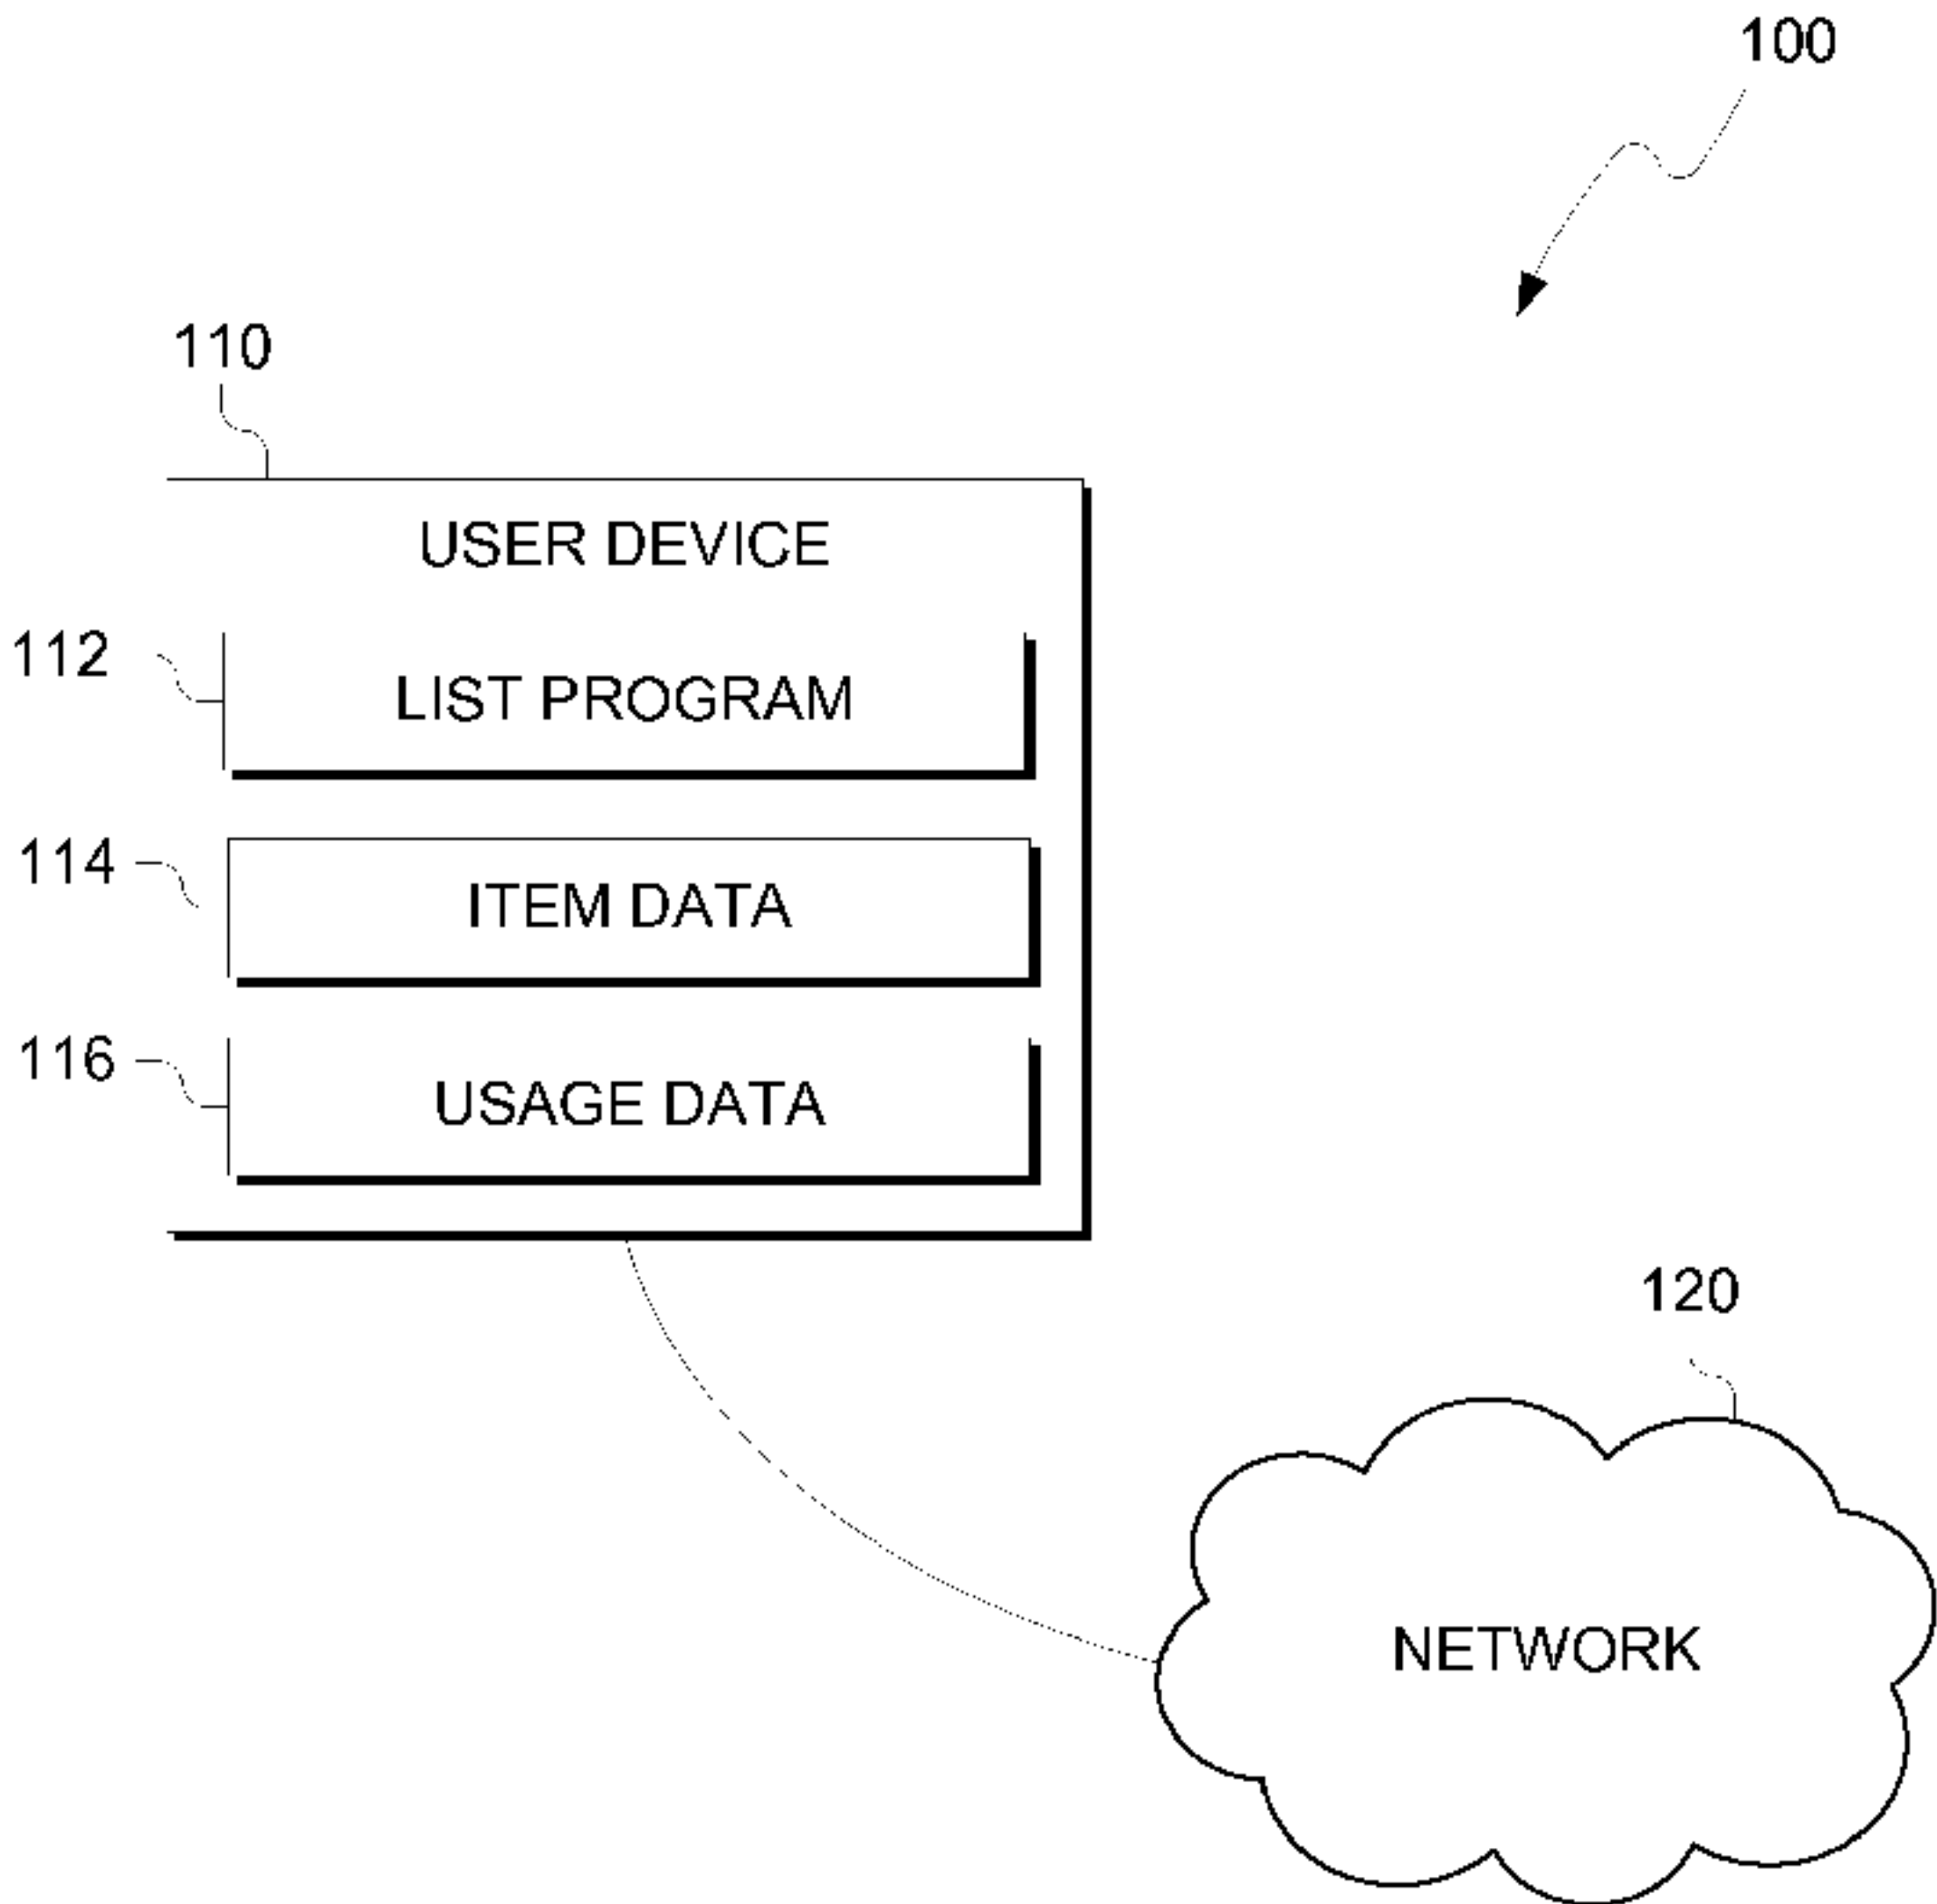 100
110
USER DEVICE
112
LIST PROGRAM
114
ITEM DATA
116
USAGE DATA
120
NETWORK